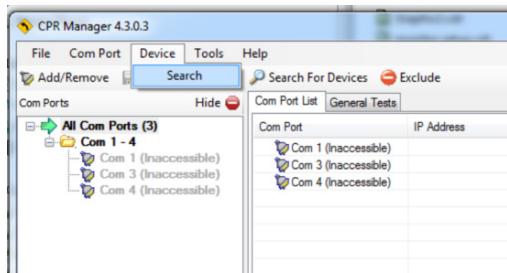 CPR Manager 4.3.0.3
File Com Port Device Tools Help
Add/Remove Search Search For Devices Exclude
Com Ports Hide Com Port List General Tests
All Com Ports (3) Com Port IP Address
Com 1 - 4 Com 1 (Inaccessible)
Com 1 (Inaccessible) Com 3 (Inaccessible)
Com 3 (Inaccessible) Com 4 (Inaccessible)
Com 4 (Inaccessible)